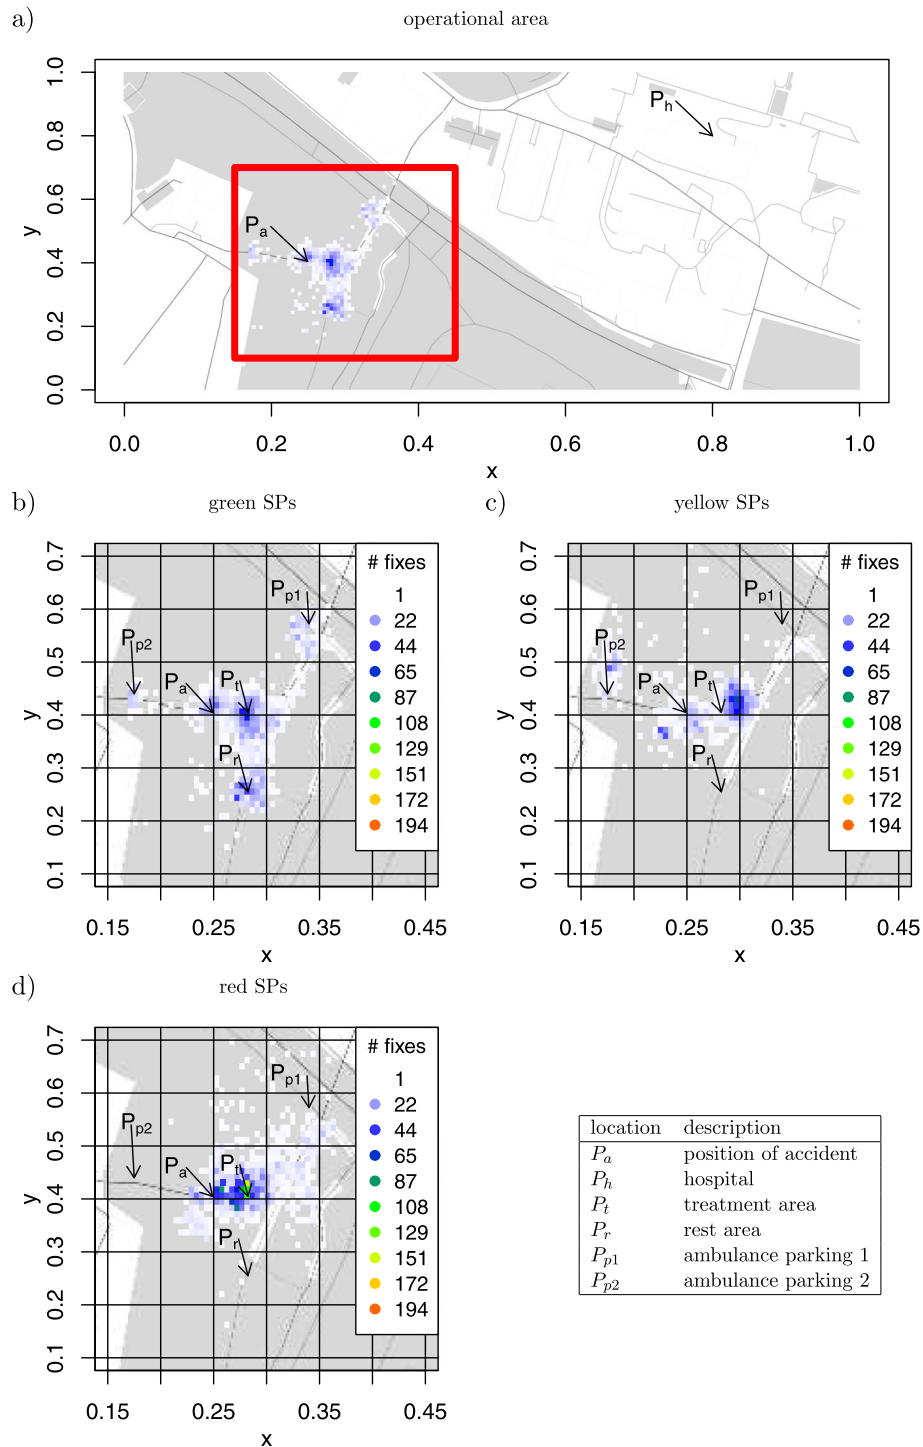 a)
operational area
y
1.0
0.8
0.6
0.4
0.2
0.0
Ph
Pa
0.0 0.2 0.4 0.6 0.8 1.0
x
b)
green SPs
y
0.7
0.6
0.5
0.4
0.3
0.2
0.1
Pp1
Pp2
Pa
Pt
Pr
# fixes
1
22
44
65
87
108
129
151
172
194
0.15 0.25 0.35 0.45
x
c)
yellow SPs
y
0.7
0.6
0.5
0.4
0.3
0.2
0.1
Pp1
Pp2
Pa
Pt
Pr
# fixes
1
22
44
65
87
108
129
151
172
194
0.15 0.25 0.35 0.45
x
d)
red SPs
y
0.7
0.6
0.5
0.4
0.3
0.2
0.1
Pp1
Pp2
Pa
Pt
Pr
# fixes
1
22
44
65
87
108
129
151
172
194
0.15 0.25 0.35 0.45
x
location description
Pa position of accident
Ph hospital
Pt treatment area
Pr rest area
Pp1 ambulance parking 1
Pp2 ambulance parking 2